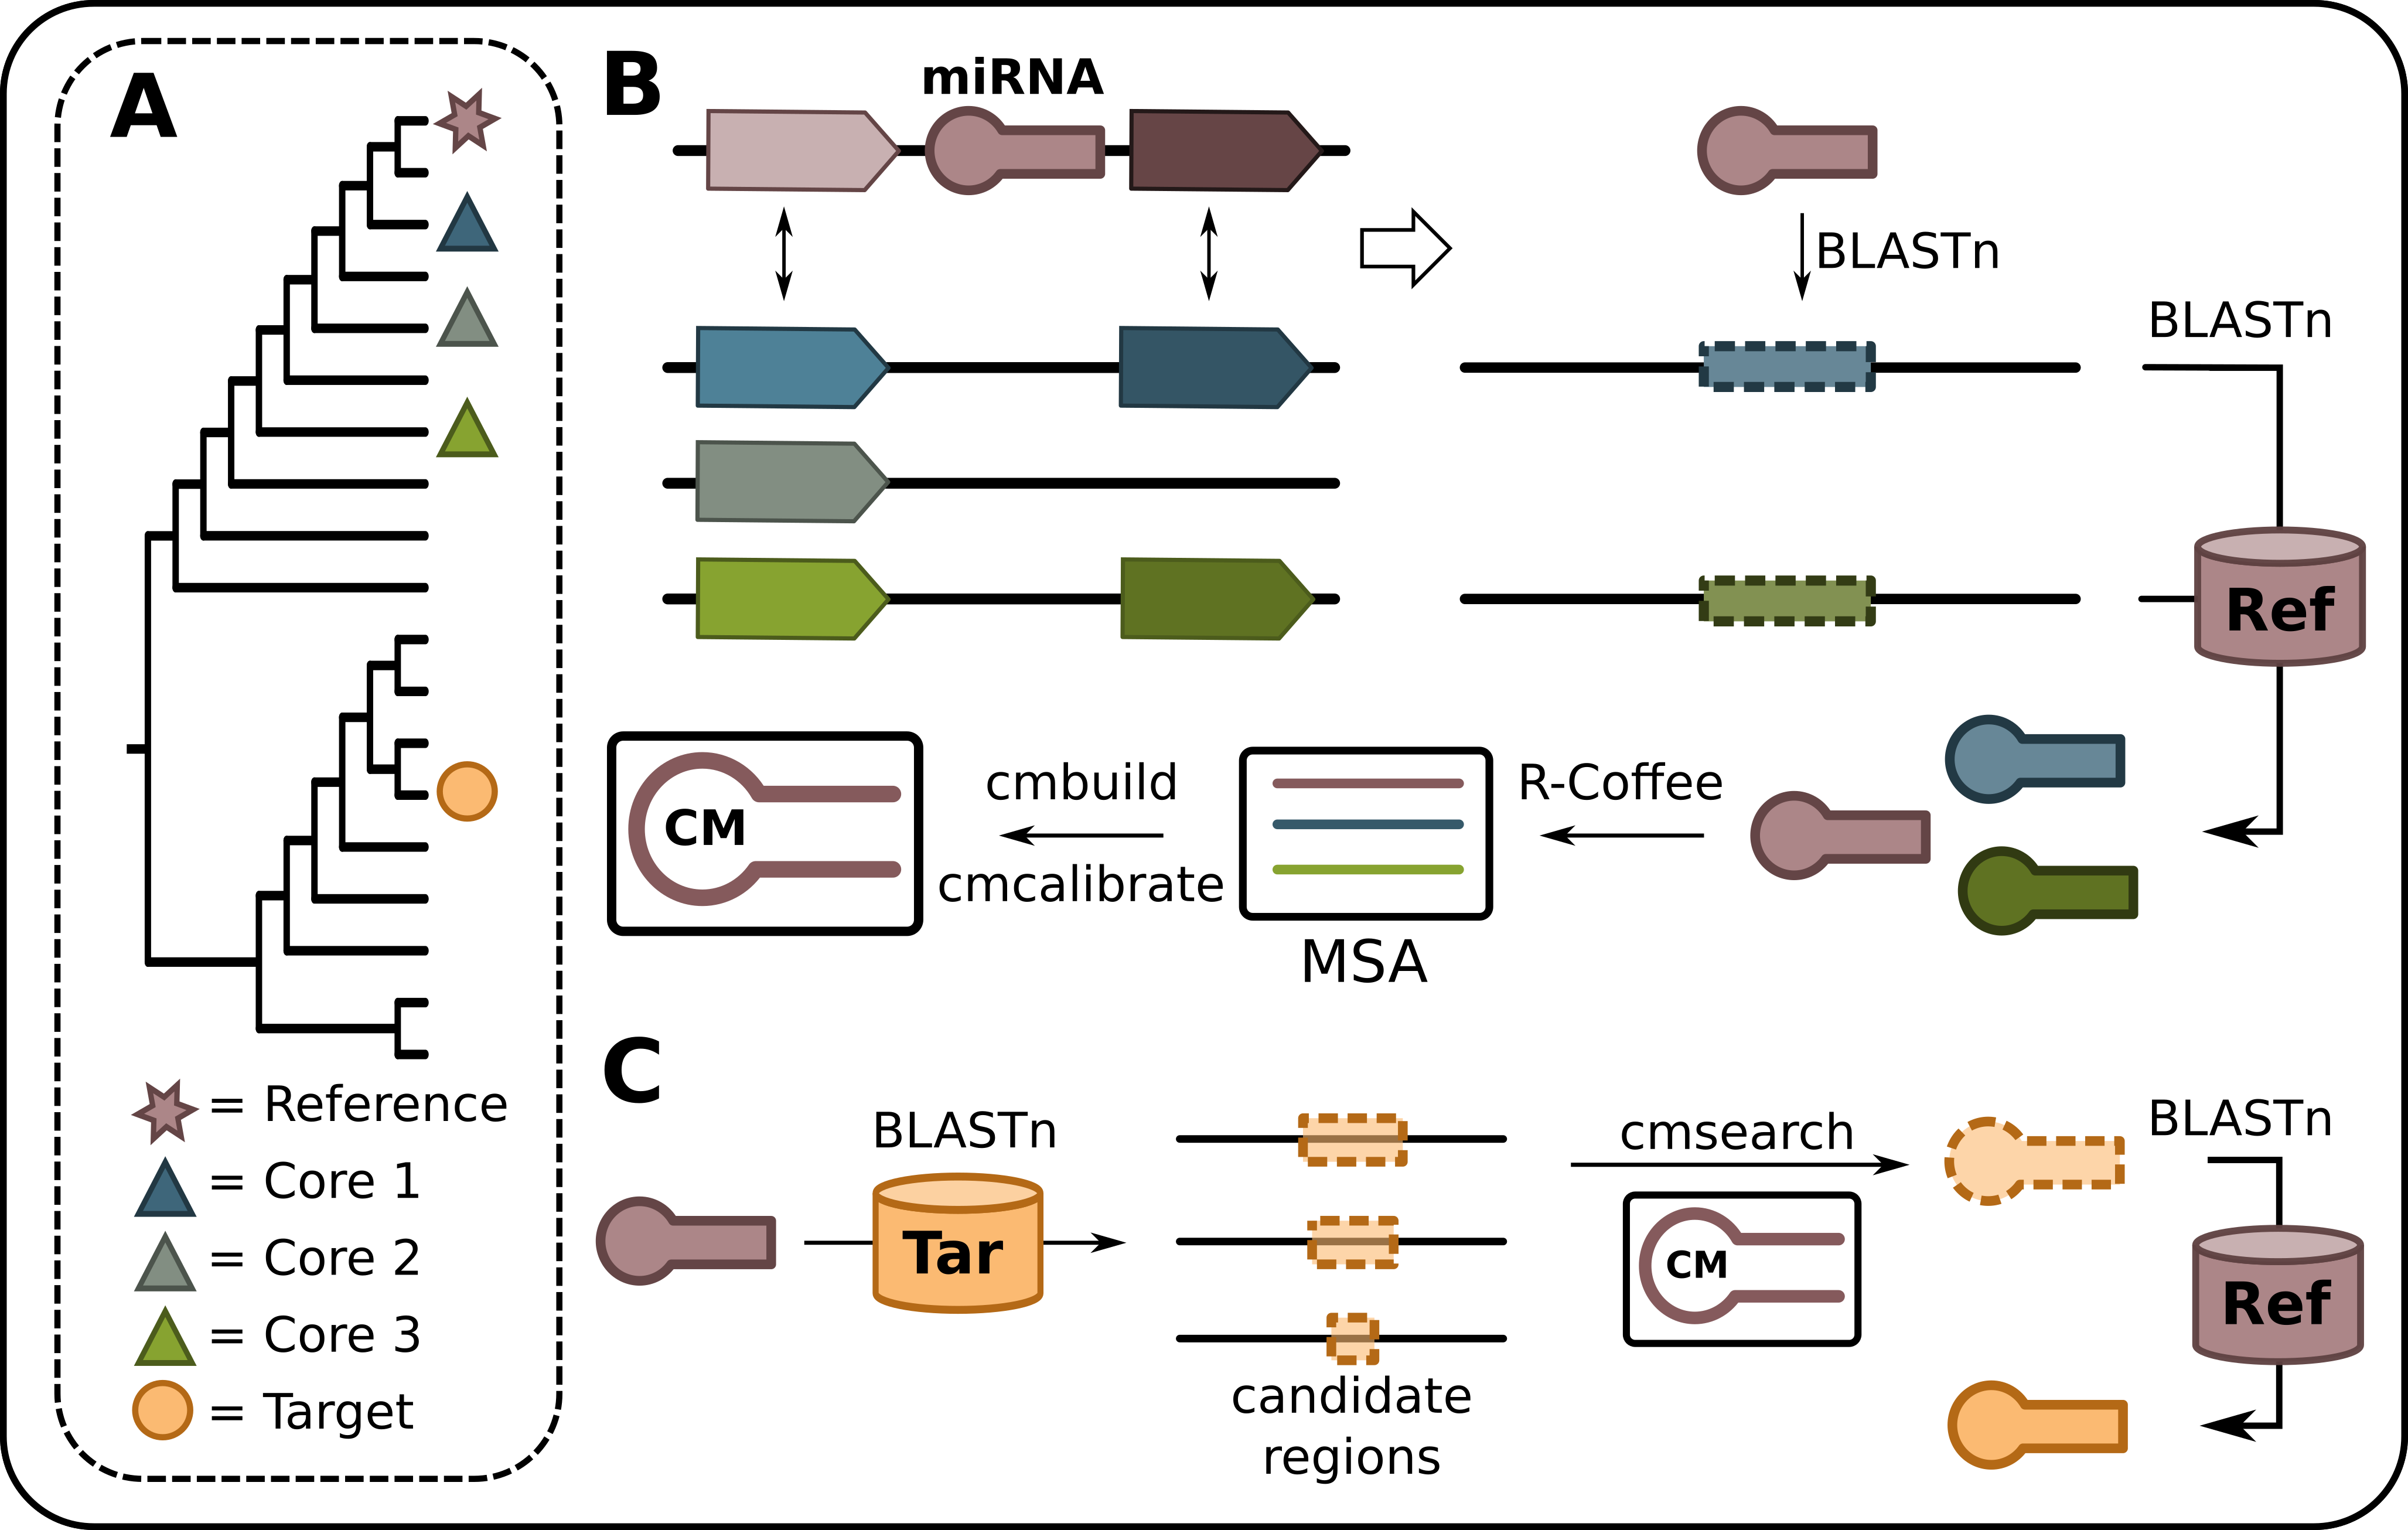 A
= Reference
= Core 1
= Core 2
= Core 3
= Target
B
miRNA
BLASTn
BLASTn
Ref
R-Coffee
MSA
cmbuild
cmcalibrate
CM
C
BLASTn
Tar
candidate
regions
cmsearch
CM
BLASTn
Ref